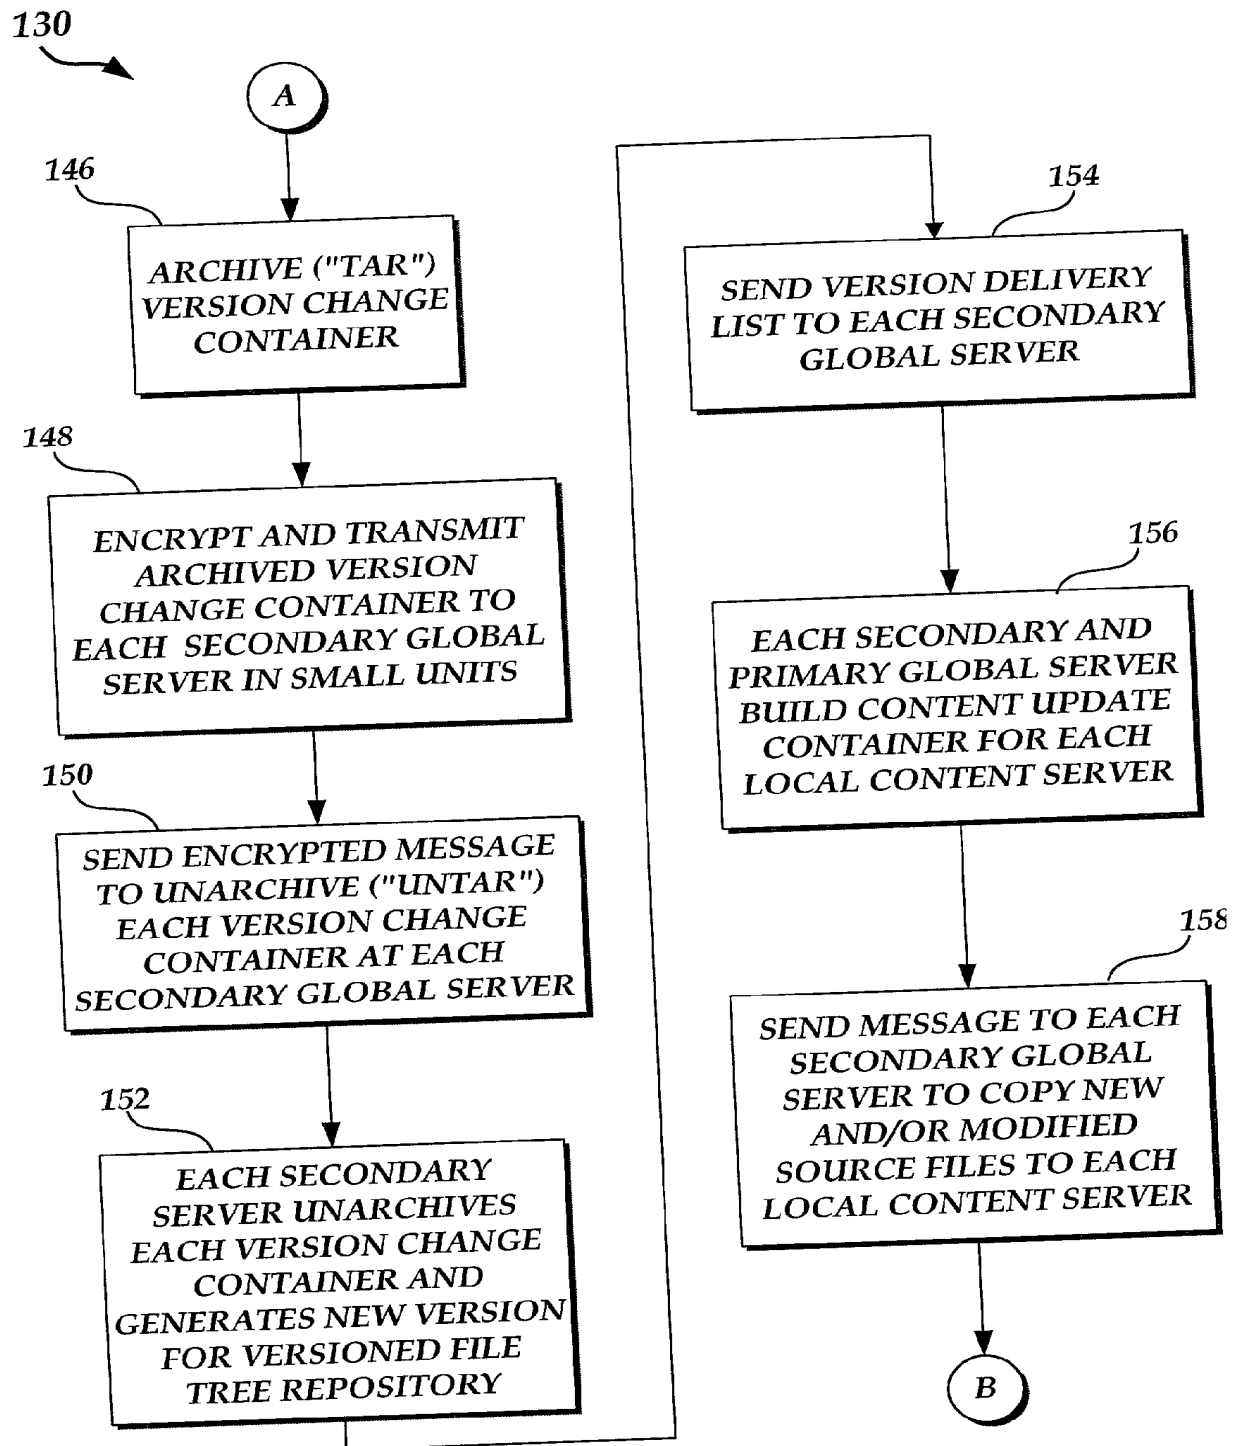 130
A
146
ARCHIVE ("TAR")
VERSION CHANGE
CONTAINER
148
ENCRYPT AND TRANSMIT
ARCHIVED VERSION
CHANGE CONTAINER TO
EACH SECONDARY GLOBAL
SERVER IN SMALL UNITS
150
SEND ENCRYPTED MESSAGE
TO UNARCHIVE ("UNTAR")
EACH VERSION CHANGE
CONTAINER AT EACH
SECONDARY GLOBAL SERVER
152
EACH SECONDARY
SERVER UNARCHIVES
EACH VERSION CHANGE
CONTAINER AND
GENERATES NEW VERSION
FOR VERSIONED FILE
TREE REPOSITORY
154
SEND VERSION DELIVERY
LIST TO EACH SECONDARY
GLOBAL SERVER
156
EACH SECONDARY AND
PRIMARY GLOBAL SERVER
BUILD CONTENT UPDATE
CONTAINER FOR EACH
LOCAL CONTENT SERVER
158
SEND MESSAGE TO EACH
SECONDARY GLOBAL
SERVER TO COPY NEW
AND/OR MODIFIED
SOURCE FILES TO EACH
LOCAL CONTENT SERVER
B